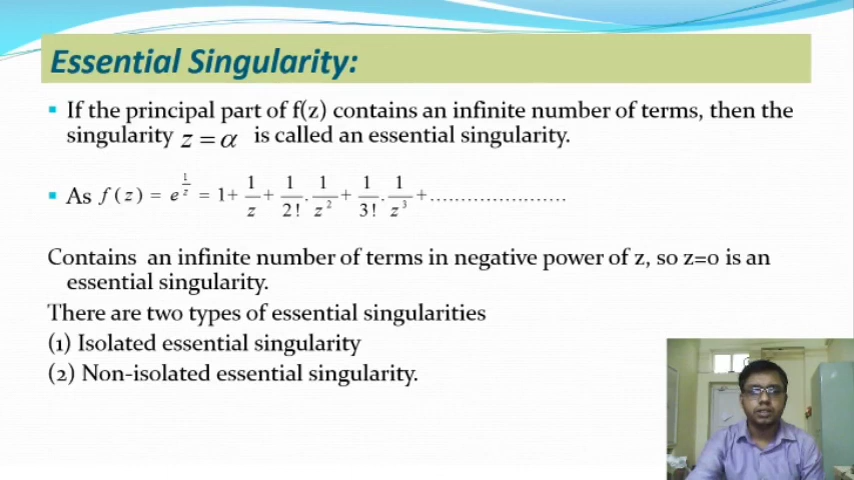 Essential Singularity:
If the principal part of f(z) contains an infinite number of terms, then the
singularity z = α is called an essential singularity.
As f(z) = e^{1/z} = 1 + 1/z + 1/2! . 1/z^2 + 1/3! . 1/z^3 + ......................
Contains an infinite number of terms in negative power of z, so z=0 is an
essential singularity.
There are two types of essential singularities
(1) Isolated essential singularity
(2) Non-isolated essential singularity.